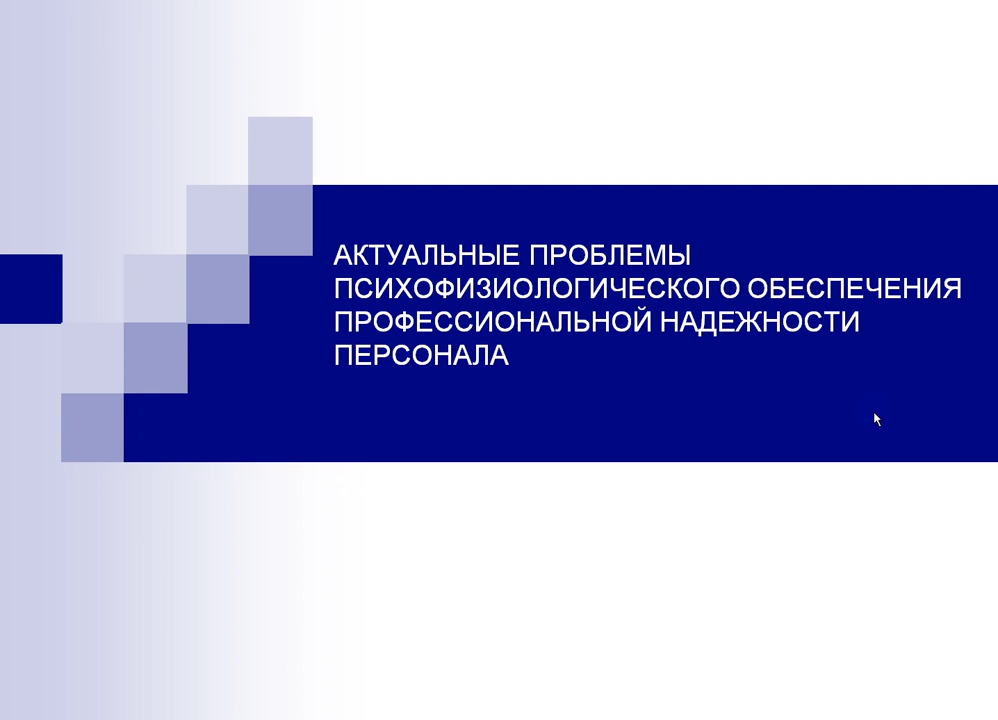 АКТУАЛЬНЫЕ ПРОБЛЕМЫ
ПСИХОФИЗИОЛОГИЧЕСКОГО ОБЕСПЕЧЕНИЯ
ПРОФЕССИОНАЛЬНОЙ НАДЕЖНОСТИ
ПЕРСОНАЛА